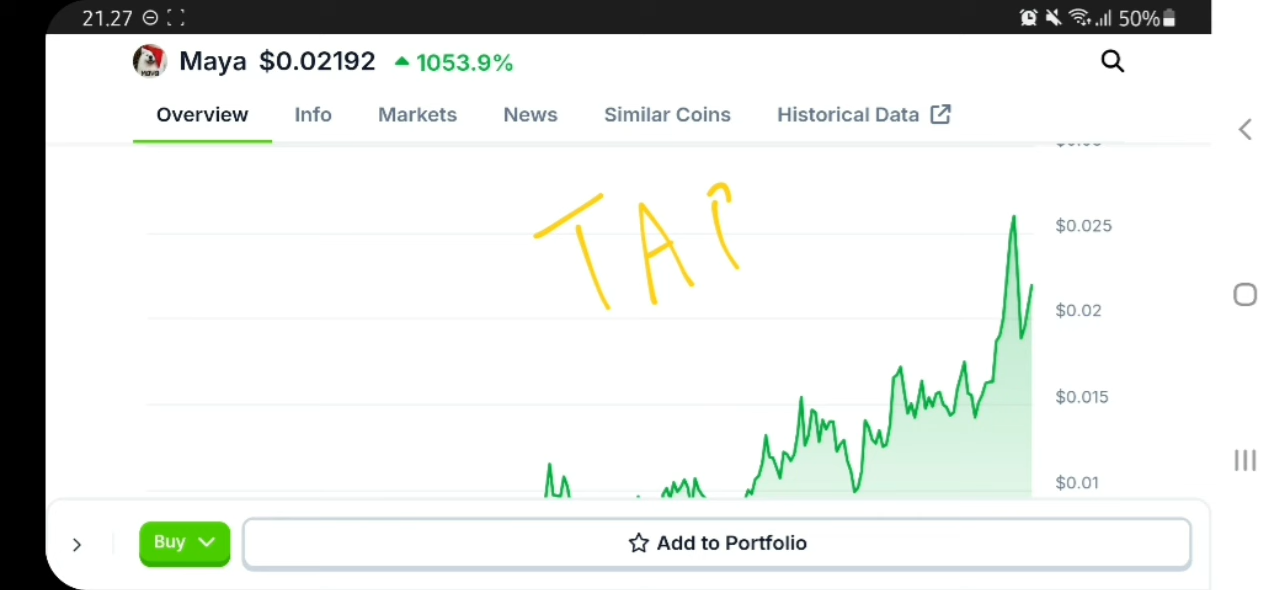 21.27 50%
Maya $0.02192 1053.9%
Overview Info Markets News Similar Coins Historical Data
$0.025
$0.02
$0.015
$0.01
Buy Add to Portfolio